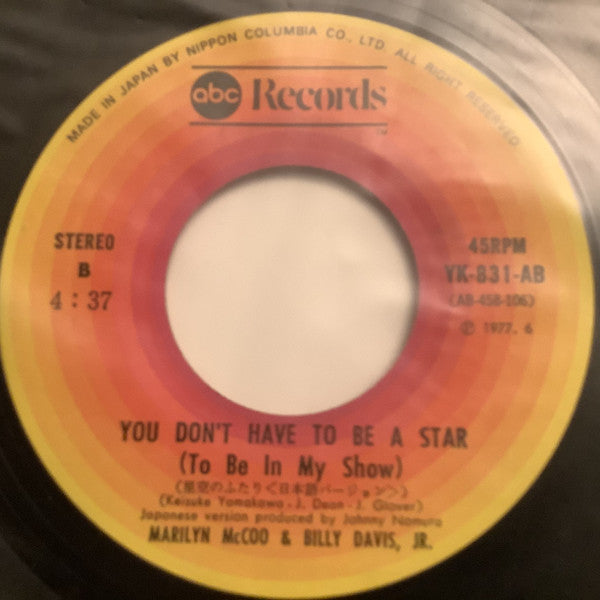 MADE IN JAPAN BY NIPPON COLUMBIA CO., LTD. ALL RIGHT RESERVED.
abc Records
TM
STEREO
B
4:37
45RPM
YK-831-AB
(AB-458-106)
Ⓟ 1977. 6
YOU DON'T HAVE TO BE A STAR
(To Be In My Show)
(星空のふたり〈日本語バージョン〉)
(Keisuke Yamakawa - J. Dean - J. Glover)
Japanese version produced by Johnny Nomura
MARILYN McCOO & BILLY DAVIS, JR.